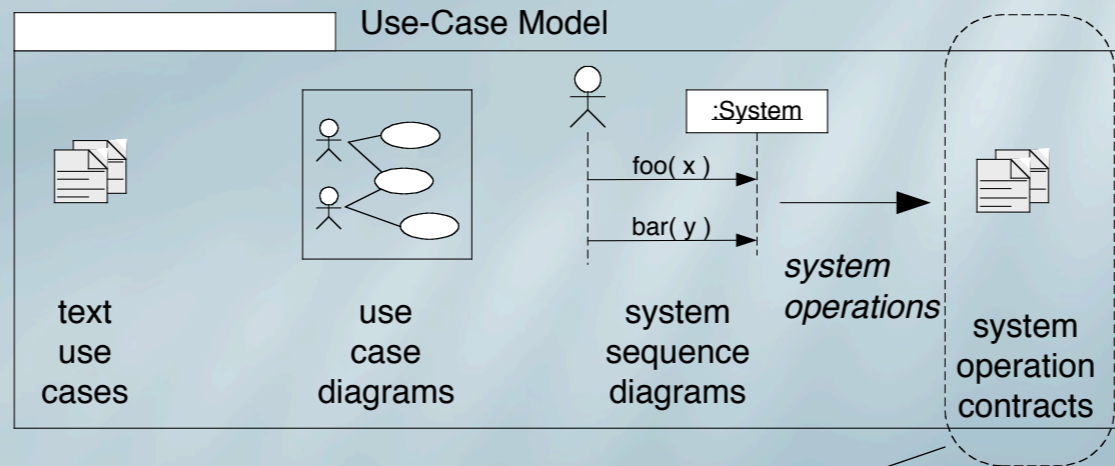 Use-Case Model
:System
foo( x )
bar( y )
system
operations
text
use
cases
use
case
diagrams
system
sequence
diagrams
system
operation
contracts